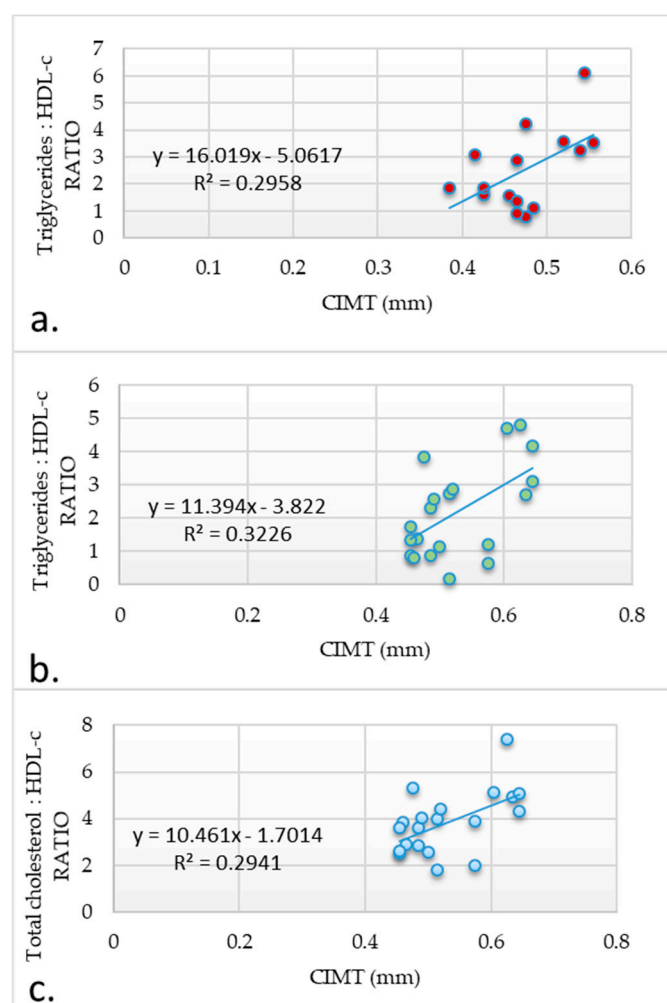 Triglycerides : HDL-c
RATIO
7
6
5
4
3
2
1
0
y = 16.019x - 5.0617
R² = 0.2958
0 0.1 0.2 0.3 0.4 0.5 0.6
CIMT (mm)
a.
Triglycerides : HDL-c
RATIO
6
5
4
3
2
1
0
y = 11.394x - 3.822
R² = 0.3226
0 0.2 0.4 0.6 0.8
CIMT (mm)
b.
Total cholesterol : HDL-c
RATIO
8
6
4
2
0
y = 10.461x - 1.7014
R² = 0.2941
0 0.2 0.4 0.6 0.8
CIMT (mm)
c.